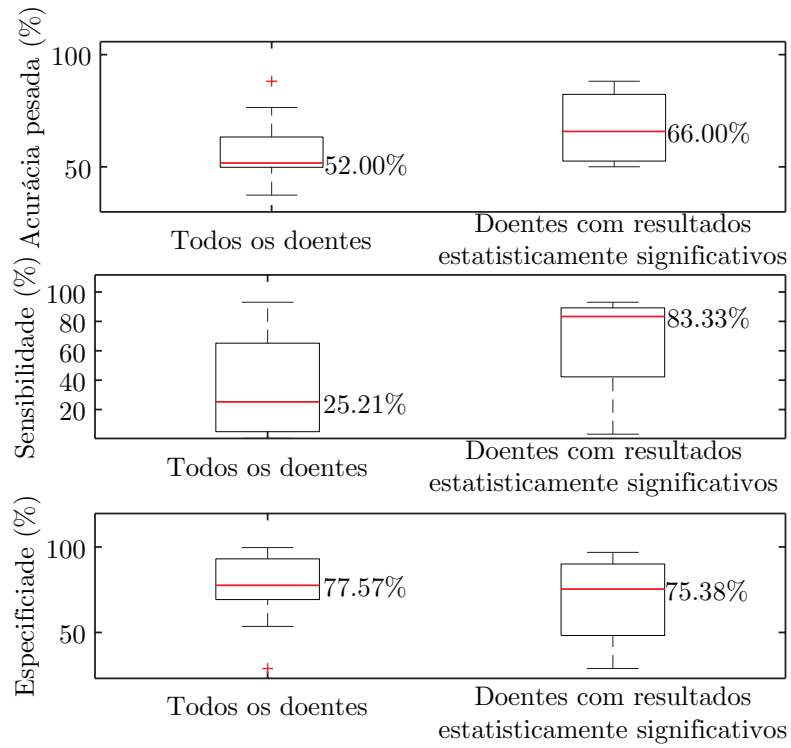 Acurácia pesada (%)
100
50
52.00%
66.00%
Todos os doentes
Doentes com resultados
estatisticamente significativos
Sensibilidade (%)
100
80
60
40
20
25.21%
83.33%
Todos os doentes
Doentes com resultados
estatisticamente significativos
Especificiade (%)
100
50
77.57%
75.38%
Todos os doentes
Doentes com resultados
estatisticamente significativos